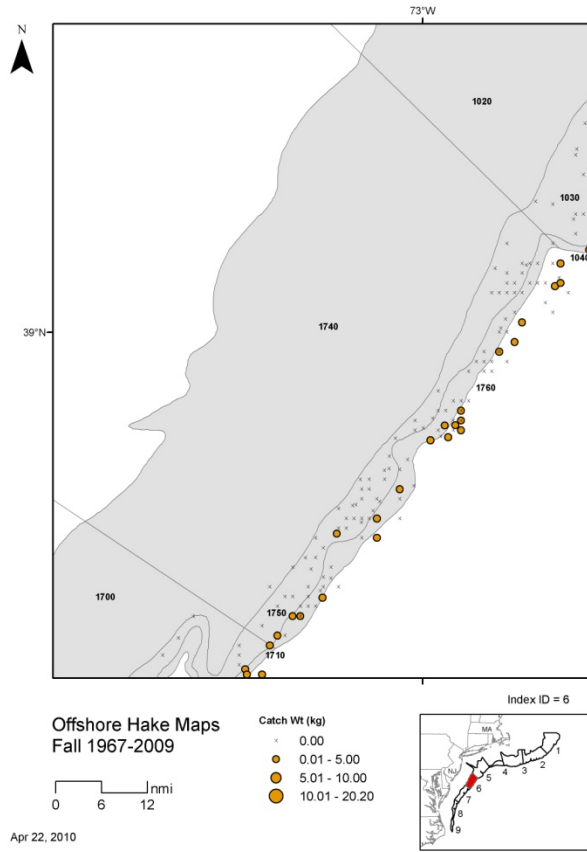 73°W
N
1020
1030
1040
39°N
1740
1760
1700
1750
1710
Index ID = 6
Offshore Hake Maps
Fall 1967-2009
nmi
0 6 12
Apr 22, 2010
Catch Wt (kg)
0.00
0.01 - 5.00
5.01 - 10.00
10.01 - 20.20
MA
NJ
1
2
3
4
5
6
7
8
9